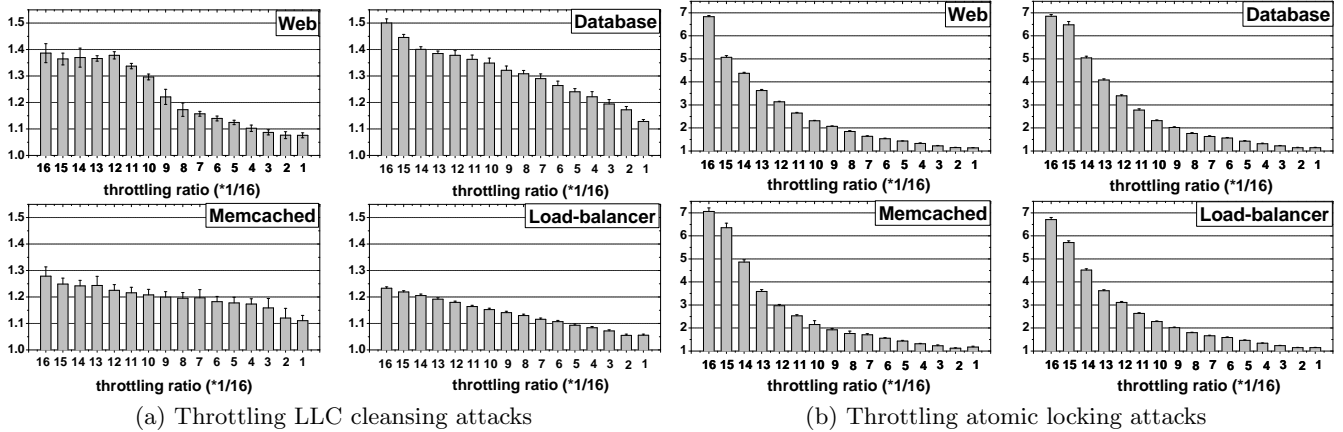 Web
1.5
1.4
1.3
1.2
1.1
1.0
16 15 14 13 12 11 10 9 8 7 6 5 4 3 2 1
throttling ratio (*1/16)
Database
1.5
1.4
1.3
1.2
1.1
1.0
16 15 14 13 12 11 10 9 8 7 6 5 4 3 2 1
throttling ratio (*1/16)
Memcached
1.5
1.4
1.3
1.2
1.1
1.0
16 15 14 13 12 11 10 9 8 7 6 5 4 3 2 1
throttling ratio (*1/16)
Load-balancer
1.5
1.4
1.3
1.2
1.1
1.0
16 15 14 13 12 11 10 9 8 7 6 5 4 3 2 1
throttling ratio (*1/16)
(a) Throttling LLC cleansing attacks
Web
7
6
5
4
3
2
1
16 15 14 13 12 11 10 9 8 7 6 5 4 3 2 1
throttling ratio (*1/16)
Database
7
6
5
4
3
2
1
16 15 14 13 12 11 10 9 8 7 6 5 4 3 2 1
throttling ratio (*1/16)
Memcached
7
6
5
4
3
2
1
16 15 14 13 12 11 10 9 8 7 6 5 4 3 2 1
throttling ratio (*1/16)
Load-balancer
7
6
5
4
3
2
1
16 15 14 13 12 11 10 9 8 7 6 5 4 3 2 1
throttling ratio (*1/16)
(b) Throttling atomic locking attacks